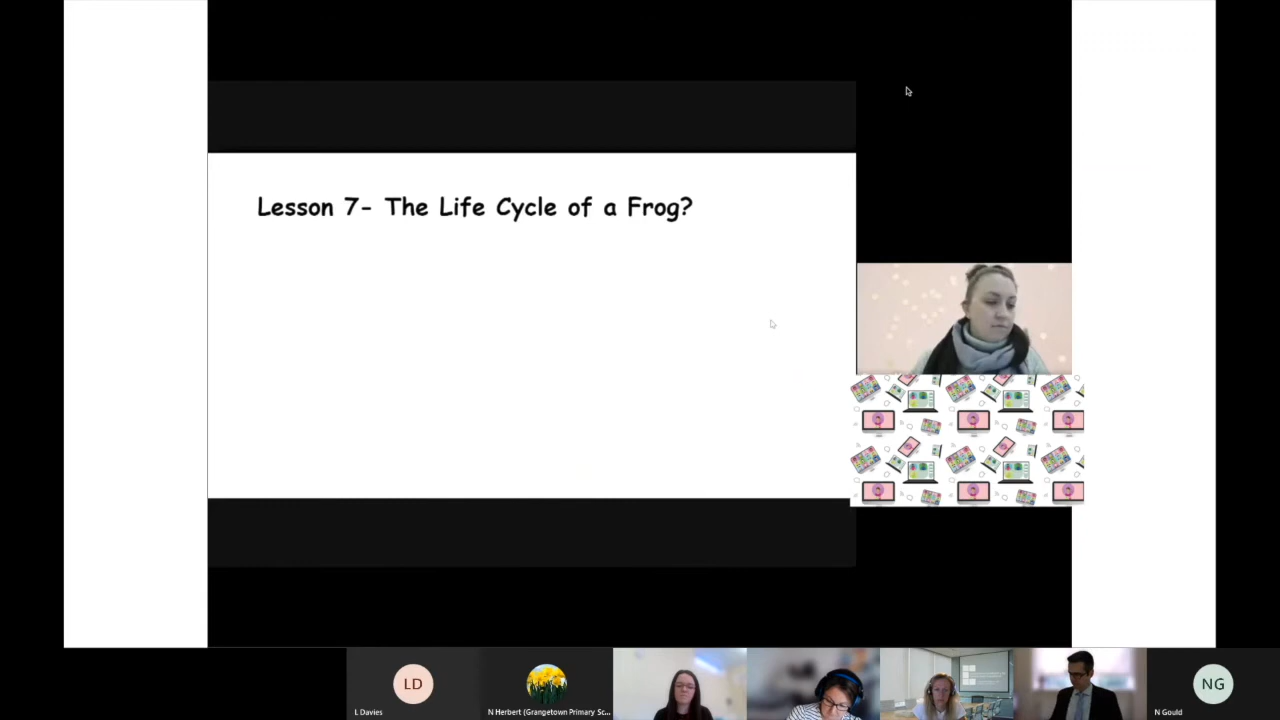 Lesson 7- The Life Cycle of a Frog?
LD
L Davies
N Herbert (Grangetown Primary Sc...
NG
N Gould